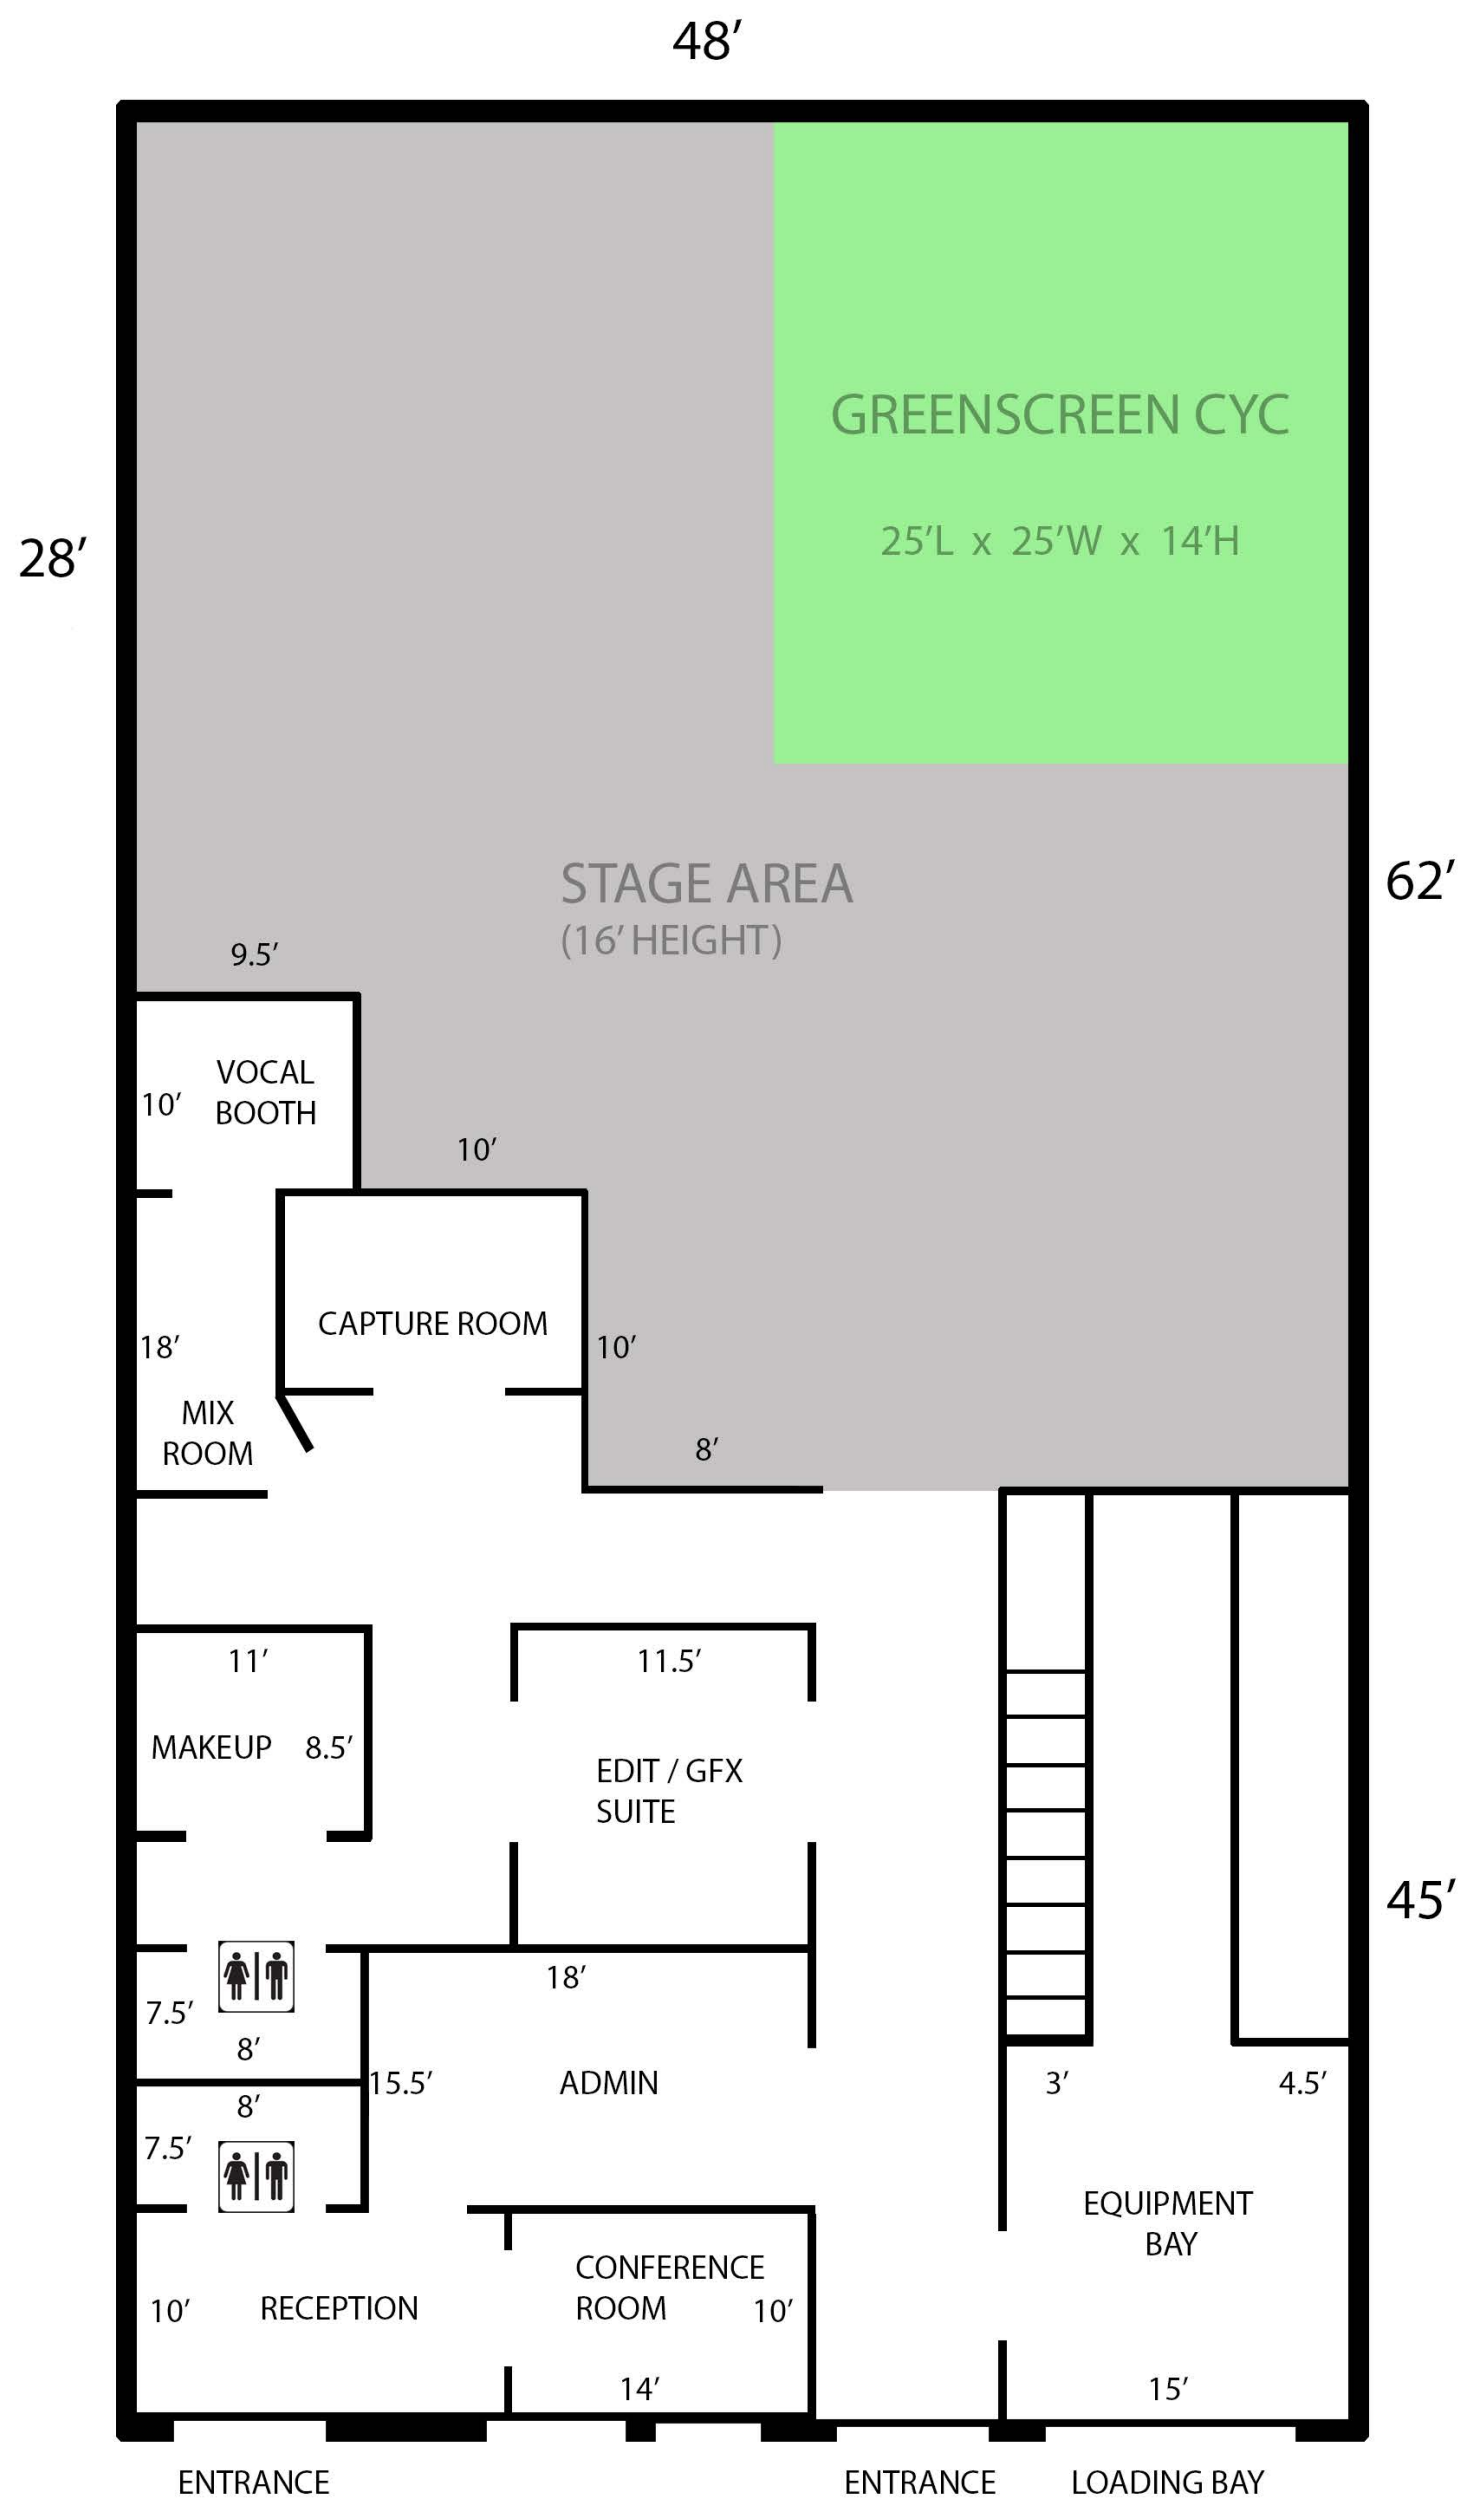 48’
GREENSCREEN CYC
25’L x 25’W x 14’H
28’
STAGE AREA
(16’ HEIGHT)
62’
9.5’
VOCAL
BOOTH
10’
10’
CAPTURE ROOM
10’
18’
MIX
ROOM
8’
11’
MAKEUP 8.5’
11.5’
EDIT / GFX
SUITE
45’
18’
7.5’
8’
15.5’
ADMIN
3’
4.5’
8’
7.5’
EQUIPMENT
BAY
10’
RECEPTION
CONFERENCE
ROOM
10’
14’
15’
ENTRANCE
ENTRANCE
LOADING BAY